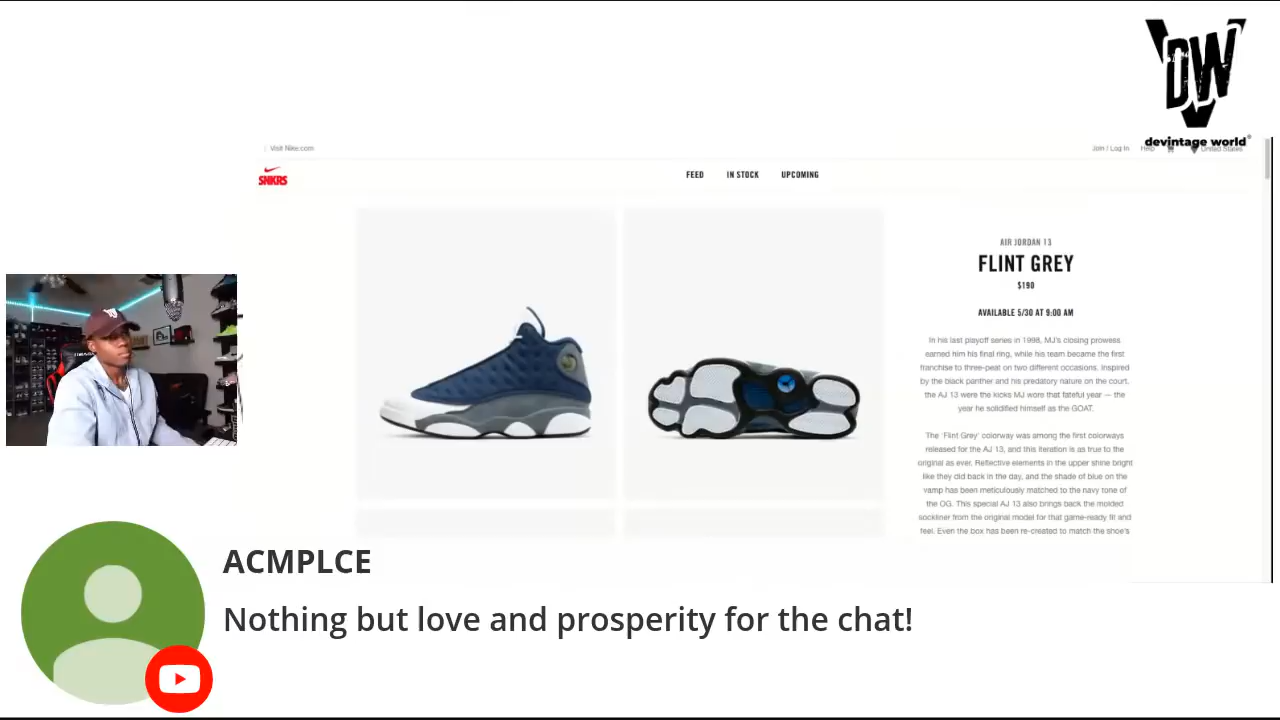 DW
devintage world®
Visit Nike.com
Join / Log In
Help
United States
SNKRS
FEED
IN STOCK
UPCOMING
AIR JORDAN 13
FLINT GREY
$190
AVAILABLE 5/30 AT 9:00 AM
In his last playoff series in 1998, MJ's closing prowess
earned him his final ring, while his team became the first
franchise to three-peat on two different occasions. Inspired
by the black panther and his predatory nature on the court,
the AJ 13 were the kicks MJ wore that fateful year — the
year he solidified himself as the GOAT.
The 'Flint Grey' colorway was among the first colorways
released for the AJ 13, and this iteration is as true to the
original as ever. Reflective elements in the upper shine bright
like they did back in the day, and the shade of blue on the
vamp has been meticulously matched to the navy tone of
the OG. This special AJ 13 also brings back the molded
sockliner from the original model for that game-ready fit and
feel. Even the box has been re-created to match the shoe's
ACMPLCE
Nothing but love and prosperity for the chat!